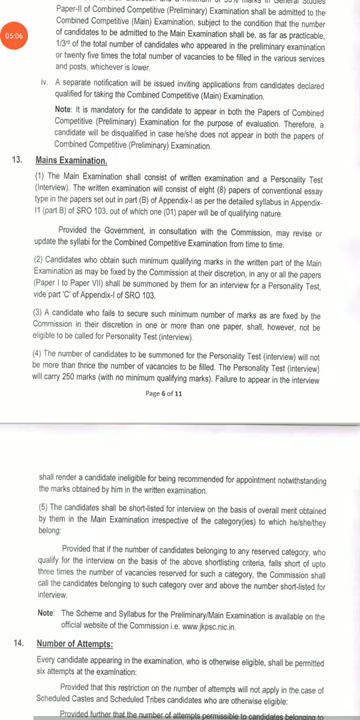 Paper-II of Combined Competitive (Preliminary) Examination shall be admitted to the
Combined Competitive (Main) Examination, subject to the condition that the number
of candidates to be admitted to the Main Examination shall be, as far as practicable,
05:06
1/3rd of the total number of candidates who appeared in the preliminary examination
or twenty five times the total number of vacancies to be filled in the various services
and posts, whichever is lower.
iv. A separate notification will be issued inviting applications from candidates declared
qualified for taking the Combined Competitive (Main) Examination.
Note: It is mandatory for the candidate to appear in both the Papers of Combined
Competitive (Preliminary) Examination for the purpose of evaluation. Therefore, a
candidate will be disqualified in case he/she does not appear in both the papers of
Combined Competitive (Preliminary) Examination.
13. Mains Examination.
(1) The Main Examination shall consist of written examination and a Personality Test
(Interview). The written examination will consist of eight (8) papers of conventional essay
type in the papers set out in part (B) of Appendix-I as per the detailed syllabus in Appendix-
I1 (part B) of SRO 103, out of which one (01) paper will be of qualifying nature.
Provided the Government, in consultation with the Commission, may revise or
update the syllabi for the Combined Competitive Examination from time to time.
(2) Candidates who obtain such minimum qualifying marks in the written part of the Main
Examination as may be fixed by the Commission at their discretion, in any or all the papers
(Paper I to Paper VII) shall be summoned by them for an interview for a Personality Test,
vide part 'C' of Appendix-I of SRO 103.
(3) A candidate who fails to secure such minimum number of marks as are fixed by the
Commission in their discretion in one or more than one paper, shall, however, not be
eligible to be called for Personality Test (interview).
(4) The number of candidates to be summoned for the Personality Test (interview) will not
be more than thrice the number of vacancies to be filled. The Personality Test (interview)
will carry 250 marks (with no minimum qualifying marks). Failure to appear in the interview
Page 6 of 11
shall render a candidate ineligible for being recommended for appointment notwithstanding
the marks obtained by him in the written examination.
(5) The candidates shall be short-listed for interview on the basis of overall merit obtained
by them in the Main Examination irrespective of the category(ies) to which he/she/they
belong:
Provided that if the number of candidates belonging to any reserved category, who
qualify for the interview on the basis of the above shortlisting criteria, falls short of upto
three times the number of vacancies reserved for such a category, the Commission shall
call the candidates belonging to such category over and above the number short-listed for
interview.
Note: The Scheme and Syllabus for the Preliminary/Main Examination is available on the
official website of the Commission i.e. www.jkpsc.nic.in.
14. Number of Attempts:
Every candidate appearing in the examination, who is otherwise eligible, shall be permitted
six attempts at the examination:
Provided that this restriction on the number of attempts will not apply in the case of
Scheduled Castes and Scheduled Tribes candidates who are otherwise eligible:
Provided further that the number of attempts permissible to candidates belonging to